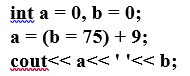 int a = 0, b = 0;
a = (b = 75) + 9;
cout<< a<< ' '<< b;